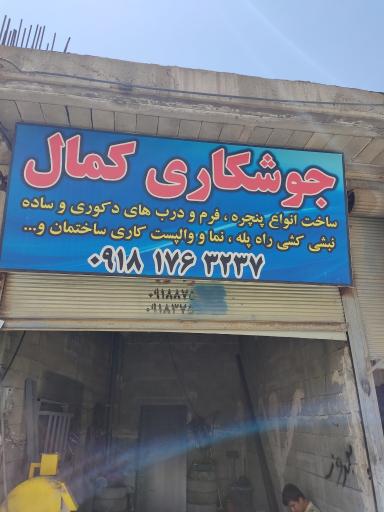 جوشکاری کمال
ساخت انواع پنجره ، فرم و درب های دکوری و ساده
نبشی کشی راه پله ، نما و والپست کاری ساختمان و...
۰۹۱۸ ۱۷۶ ۳۲۳۷